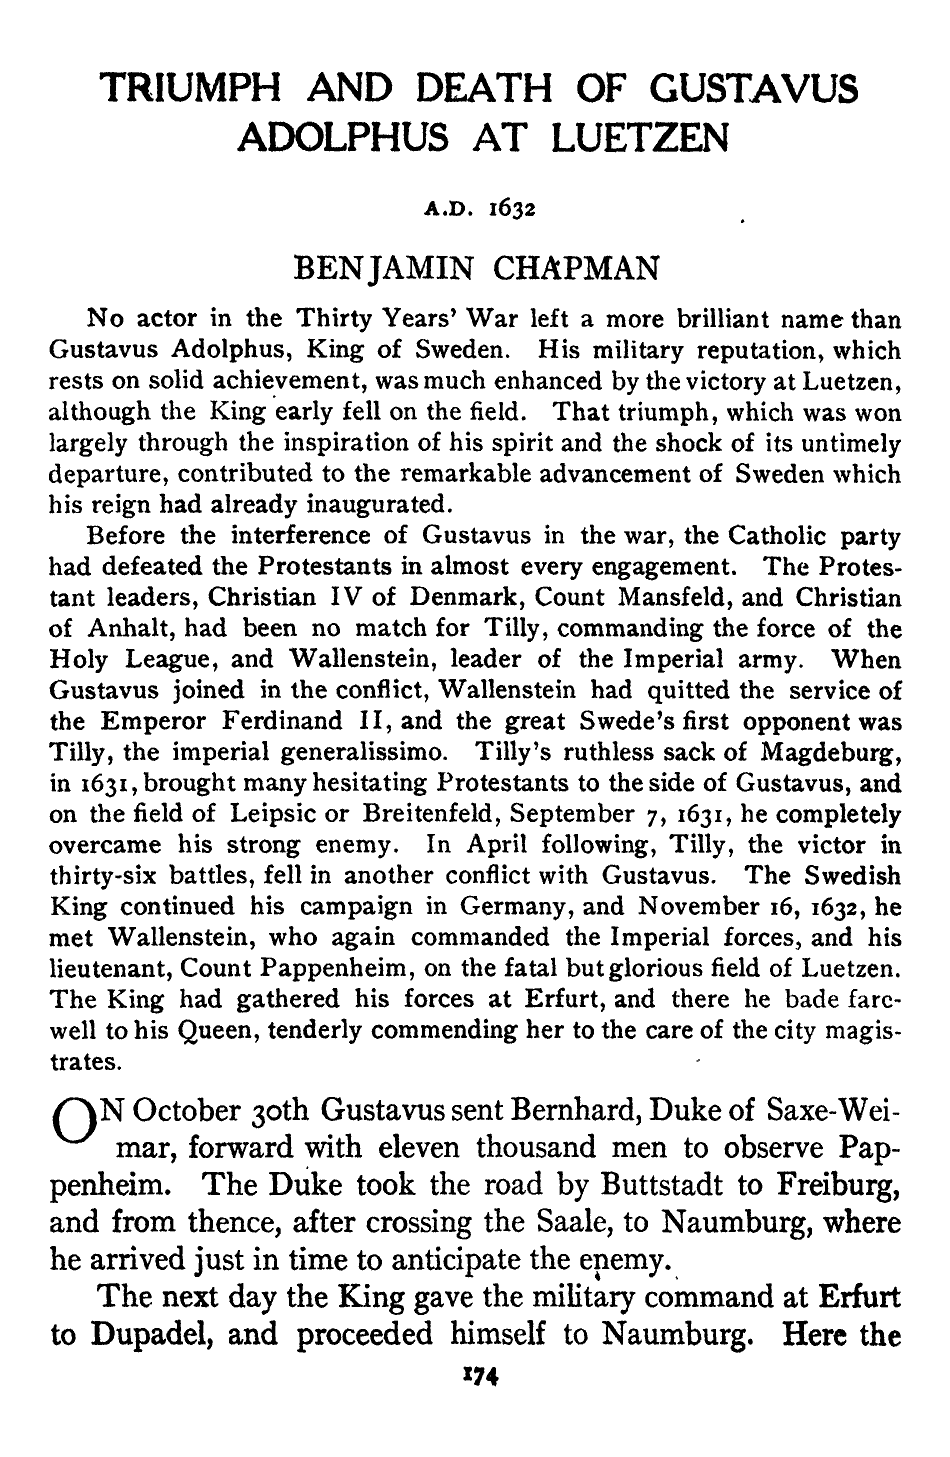 TRIUMPH AND DEATH OF GUSTAVUS
ADOLPHUS AT LUETZEN
A.D. 1632
BENJAMIN CHAPMAN
No actor in the Thirty Years' War left a more brilliant name than
Gustavus Adolphus, King of Sweden. His military reputation, which
rests on solid achievement, was much enhanced by the victory at Luetzen,
although the King early fell on the field. That triumph, which was won
largely through the inspiration of his spirit and the shock of its untimely
departure, contributed to the remarkable advancement of Sweden which
his reign had already inaugurated.
Before the interference of Gustavus in the war, the Catholic party
had defeated the Protestants in almost every engagement. The Protes-
tant leaders, Christian IV of Denmark, Count Mansfeld, and Christian
of Anhalt, had been no match for Tilly, commanding the force of the
Holy League, and Wallenstein, leader of the Imperial army. When
Gustavus joined in the conflict, Wallenstein had quitted the service of
the Emperor Ferdinand II, and the great Swede's first opponent was
Tilly, the imperial generalissimo. Tilly's ruthless sack of Magdeburg,
in 1631, brought many hesitating Protestants to the side of Gustavus, and
on the field of Leipsic or Breitenfeld, September 7, 1631, he completely
overcame his strong enemy. In April following, Tilly, the victor in
thirty-six battles, fell in another conflict with Gustavus. The Swedish
King continued his campaign in Germany, and November 16, 1632, he
met Wallenstein, who again commanded the Imperial forces, and his
lieutenant, Count Pappenheim, on the fatal but glorious field of Luetzen.
The King had gathered his forces at Erfurt, and there he bade fare-
well to his Queen, tenderly commending her to the care of the city magis-
trates.
ON October 30th Gustavus sent Bernhard, Duke of Saxe-Wei-
mar, forward with eleven thousand men to observe Pap-
penheim. The Duke took the road by Buttstadt to Freiburg,
and from thence, after crossing the Saale, to Naumburg, where
he arrived just in time to anticipate the enemy.
The next day the King gave the military command at Erfurt
to Dupadel, and proceeded himself to Naumburg. Here the
174